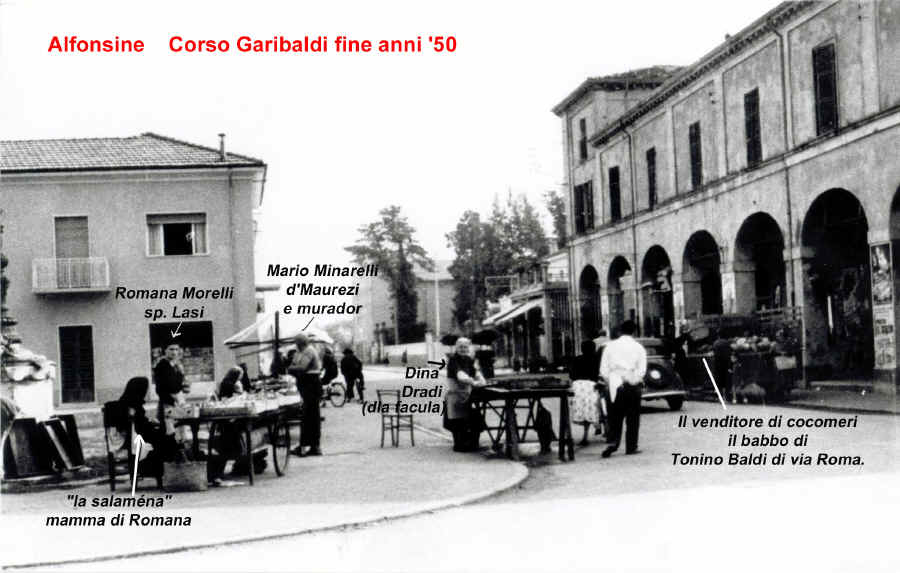 Alfonsine    Corso Garibaldi fine anni '50
Mario Minarelli
d'Maurezi
e murador
Romana Morelli
sp. Lasi
Dina
Dradi
(dla facula)
Il venditore di cocomeri
il babbo di
Tonino Baldi di via Roma.
"la salaména"
mamma di Romana